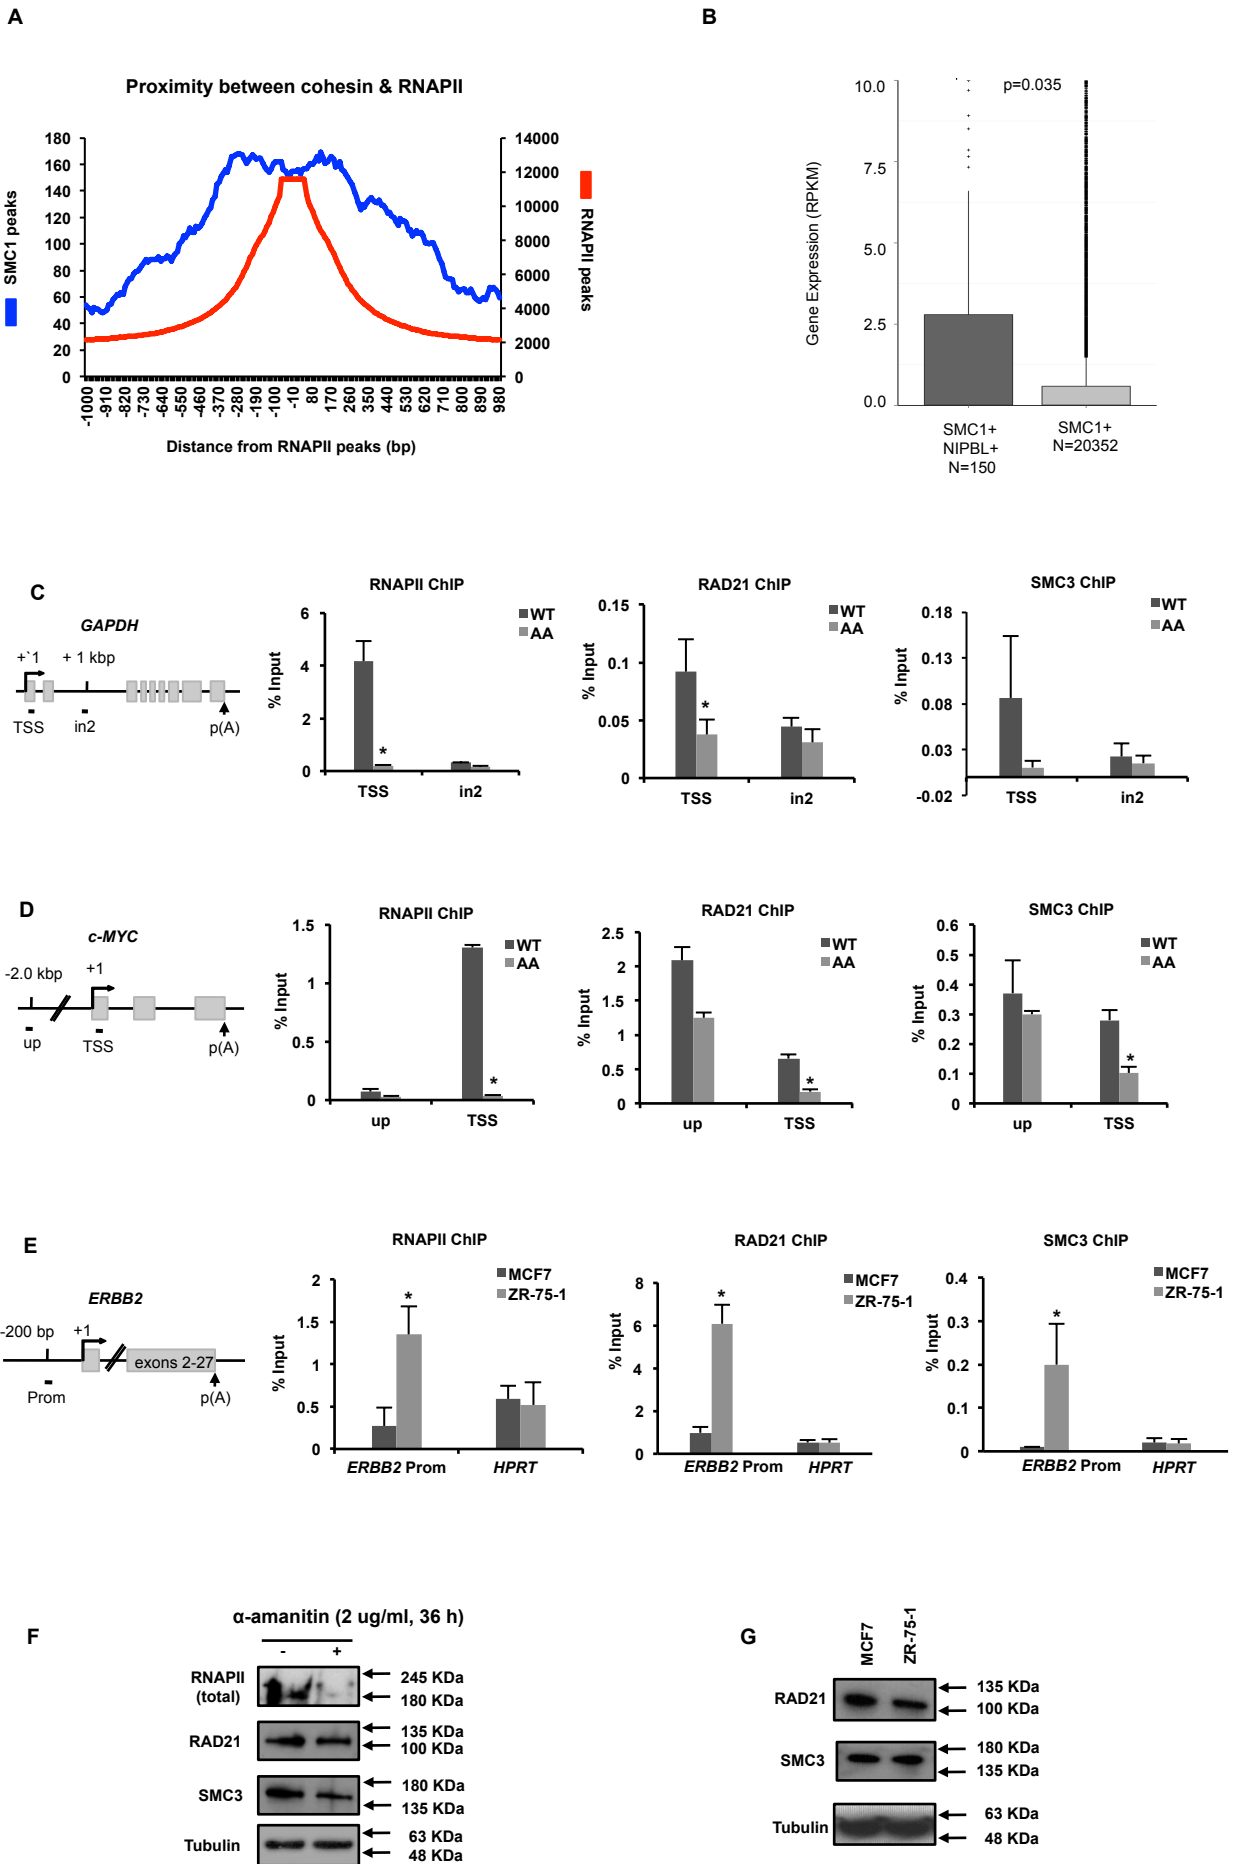 A
B
Proximity between cohesin & RNAPII
180
160
140
120
100
80
60
40
20
0
SMC1 peaks
14000
12000
10000
8000
6000
4000
2000
0
RNAPII peaks
-1000
-910
-820
-730
-640
-550
-460
-370
-280
-190
-100
-10
80
170
260
350
440
530
620
710
800
890
980
Distance from RNAPII peaks (bp)
p=0.035
Gene Expression (RPKM)
10.0
7.5
5.0
2.5
0.0
SMC1+
NIPBL+
N=150
SMC1+
N=20352
C
GAPDH
+`1
+ 1 kbp
TSS
in2
p(A)
RNAPII ChIP
WT
AA
% Input
6
4
2
0
*
TSS
in2
RAD21 ChIP
WT
AA
% Input
0.15
0.1
0.05
0
*
TSS
in2
SMC3 ChIP
WT
AA
% Input
0.18
0.13
0.08
0.03
-0.02
TSS
in2
D
c-MYC
-2.0 kbp
+1
up
TSS
p(A)
RNAPII ChIP
WT
AA
% Input
1.5
1
0.5
0
*
up
TSS
RAD21 ChIP
WT
AA
% Input
2.5
2
1.5
1
0.5
0
*
up
TSS
SMC3 ChIP
WT
AA
% Input
0.6
0.5
0.4
0.3
0.2
0.1
0
*
up
TSS
E
ERBB2
-200 bp
+1
exons 2-27
Prom
p(A)
RNAPII ChIP
MCF7
ZR-75-1
% Input
2
1.5
1
0.5
0
*
ERBB2 Prom
HPRT
RAD21 ChIP
MCF7
ZR-75-1
% Input
8
6
4
2
0
*
ERBB2 Prom
HPRT
SMC3 ChIP
MCF7
ZR-75-1
% Input
0.4
0.3
0.2
0.1
0
*
ERBB2 Prom
HPRT
F
α-amanitin (2 ug/ml, 36 h)
- +
RNAPII
(total)
245 KDa
180 KDa
RAD21
135 KDa
100 KDa
SMC3
180 KDa
135 KDa
Tubulin
63 KDa
48 KDa
G
MCF7
ZR-75-1
RAD21
135 KDa
100 KDa
SMC3
180 KDa
135 KDa
Tubulin
63 KDa
48 KDa